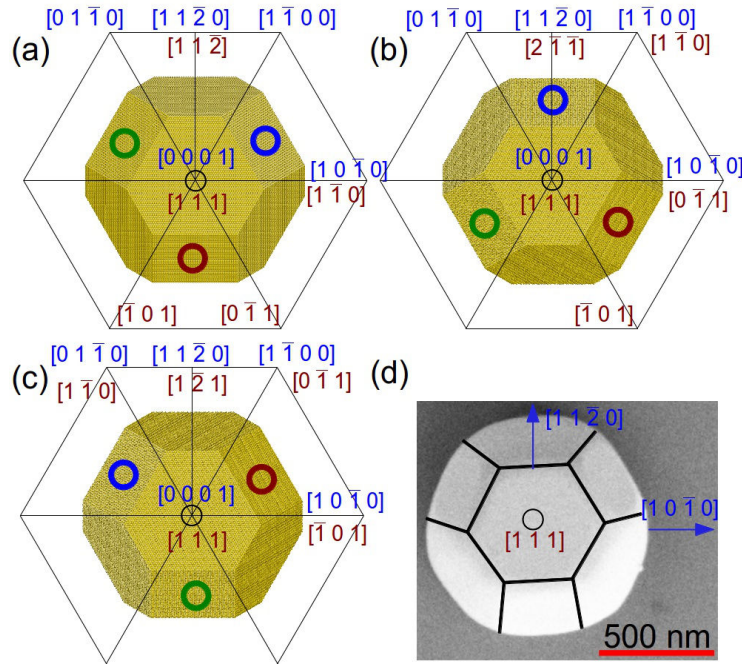 [0 1 1̅ 0] [1 1 2̅ 0] [1 1̅ 0 0]
(a)
[1 1 2̅]
[0 0 0 1]
[1 1 1]
[1 0 1̅ 0]
[1 1̅ 0]
[1̅ 0 1]
[0 1̅ 1]
[0 1 1̅ 0] [1 1 2̅ 0] [1 1̅ 0 0]
(b)
[2 1̅ 1̅]
[1 1̅ 0]
[0 0 0 1]
[1 1 1]
[1 0 1̅ 0]
[0 1̅ 1]
[1̅ 0 1]
[0 1 1̅ 0] [1 1 2̅ 0] [1 1̅ 0 0]
(c)
[1 1̅ 0]
[1 2̅ 1]
[0 1̅ 1]
[0 0 0 1]
[1 1 1]
[1 0 1̅ 0]
[1̅ 0 1]
(d)
[1 1 2̅ 0]
[1 0 1̅ 0]
[1 1 1]
500 nm